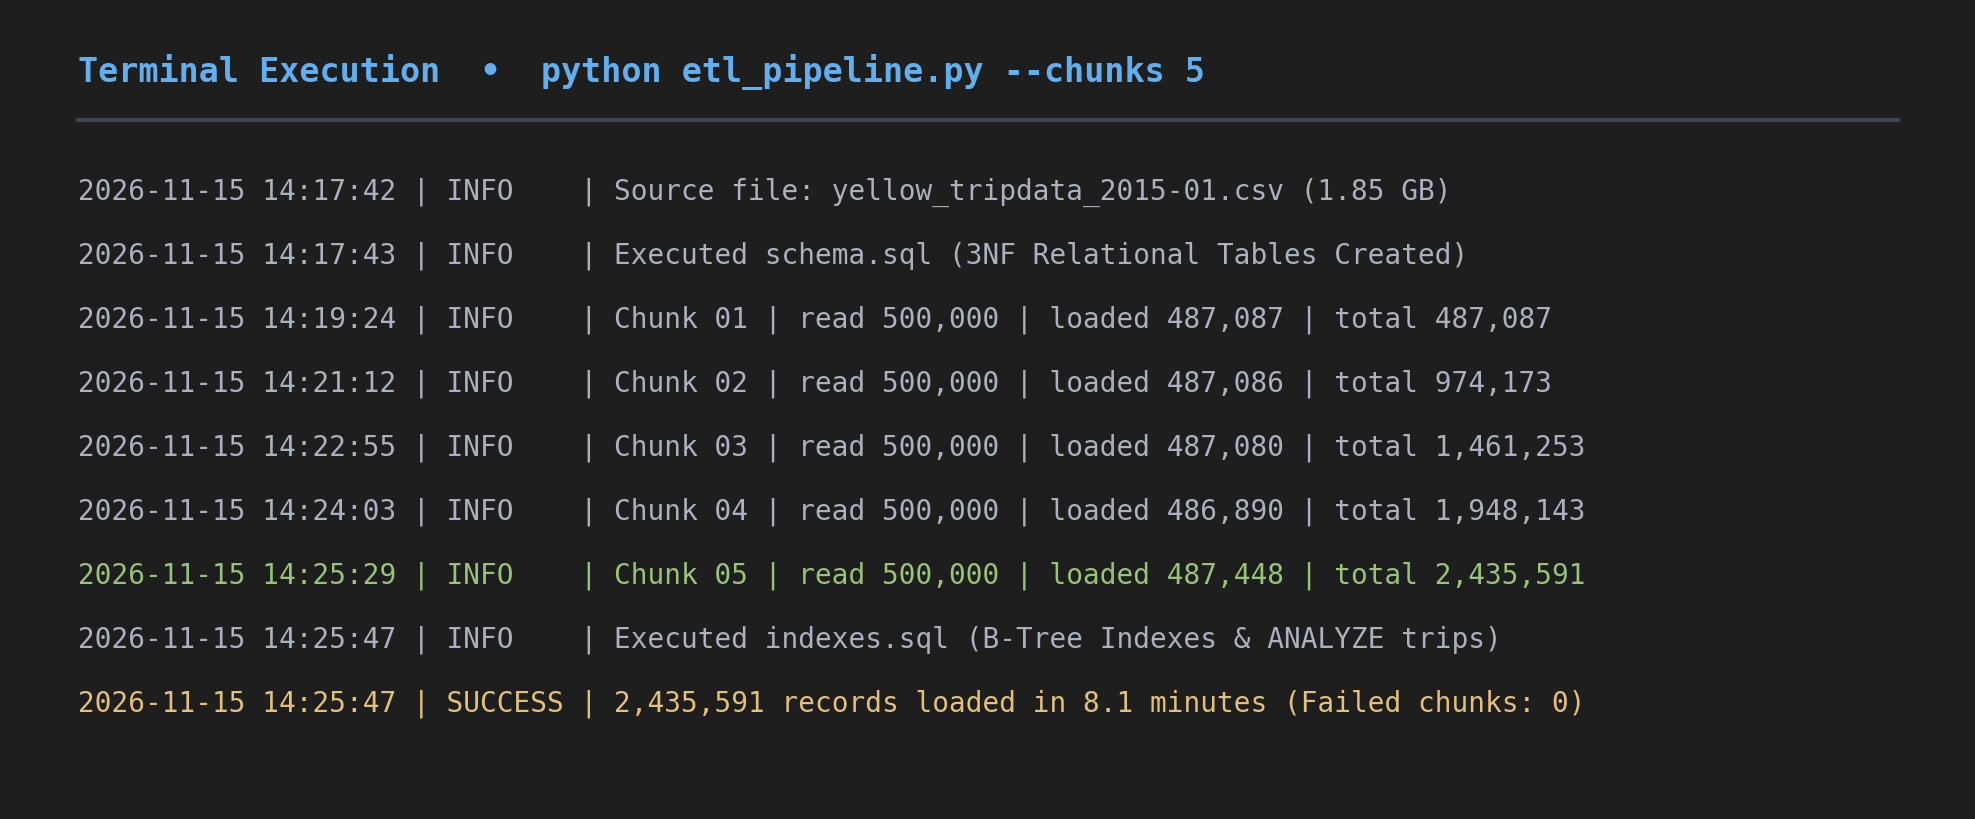 Terminal Execution • python etl_pipeline.py --chunks 5
2026-11-15 14:17:42 | INFO    | Source file: yellow_tripdata_2015-01.csv (1.85 GB)
2026-11-15 14:17:43 | INFO    | Executed schema.sql (3NF Relational Tables Created)
2026-11-15 14:19:24 | INFO    | Chunk 01 | read 500,000 | loaded 487,087 | total 487,087
2026-11-15 14:21:12 | INFO    | Chunk 02 | read 500,000 | loaded 487,086 | total 974,173
2026-11-15 14:22:55 | INFO    | Chunk 03 | read 500,000 | loaded 487,080 | total 1,461,253
2026-11-15 14:24:03 | INFO    | Chunk 04 | read 500,000 | loaded 486,890 | total 1,948,143
2026-11-15 14:25:29 | INFO    | Chunk 05 | read 500,000 | loaded 487,448 | total 2,435,591
2026-11-15 14:25:47 | INFO    | Executed indexes.sql (B-Tree Indexes & ANALYZE trips)
2026-11-15 14:25:47 | SUCCESS | 2,435,591 records loaded in 8.1 minutes (Failed chunks: 0)